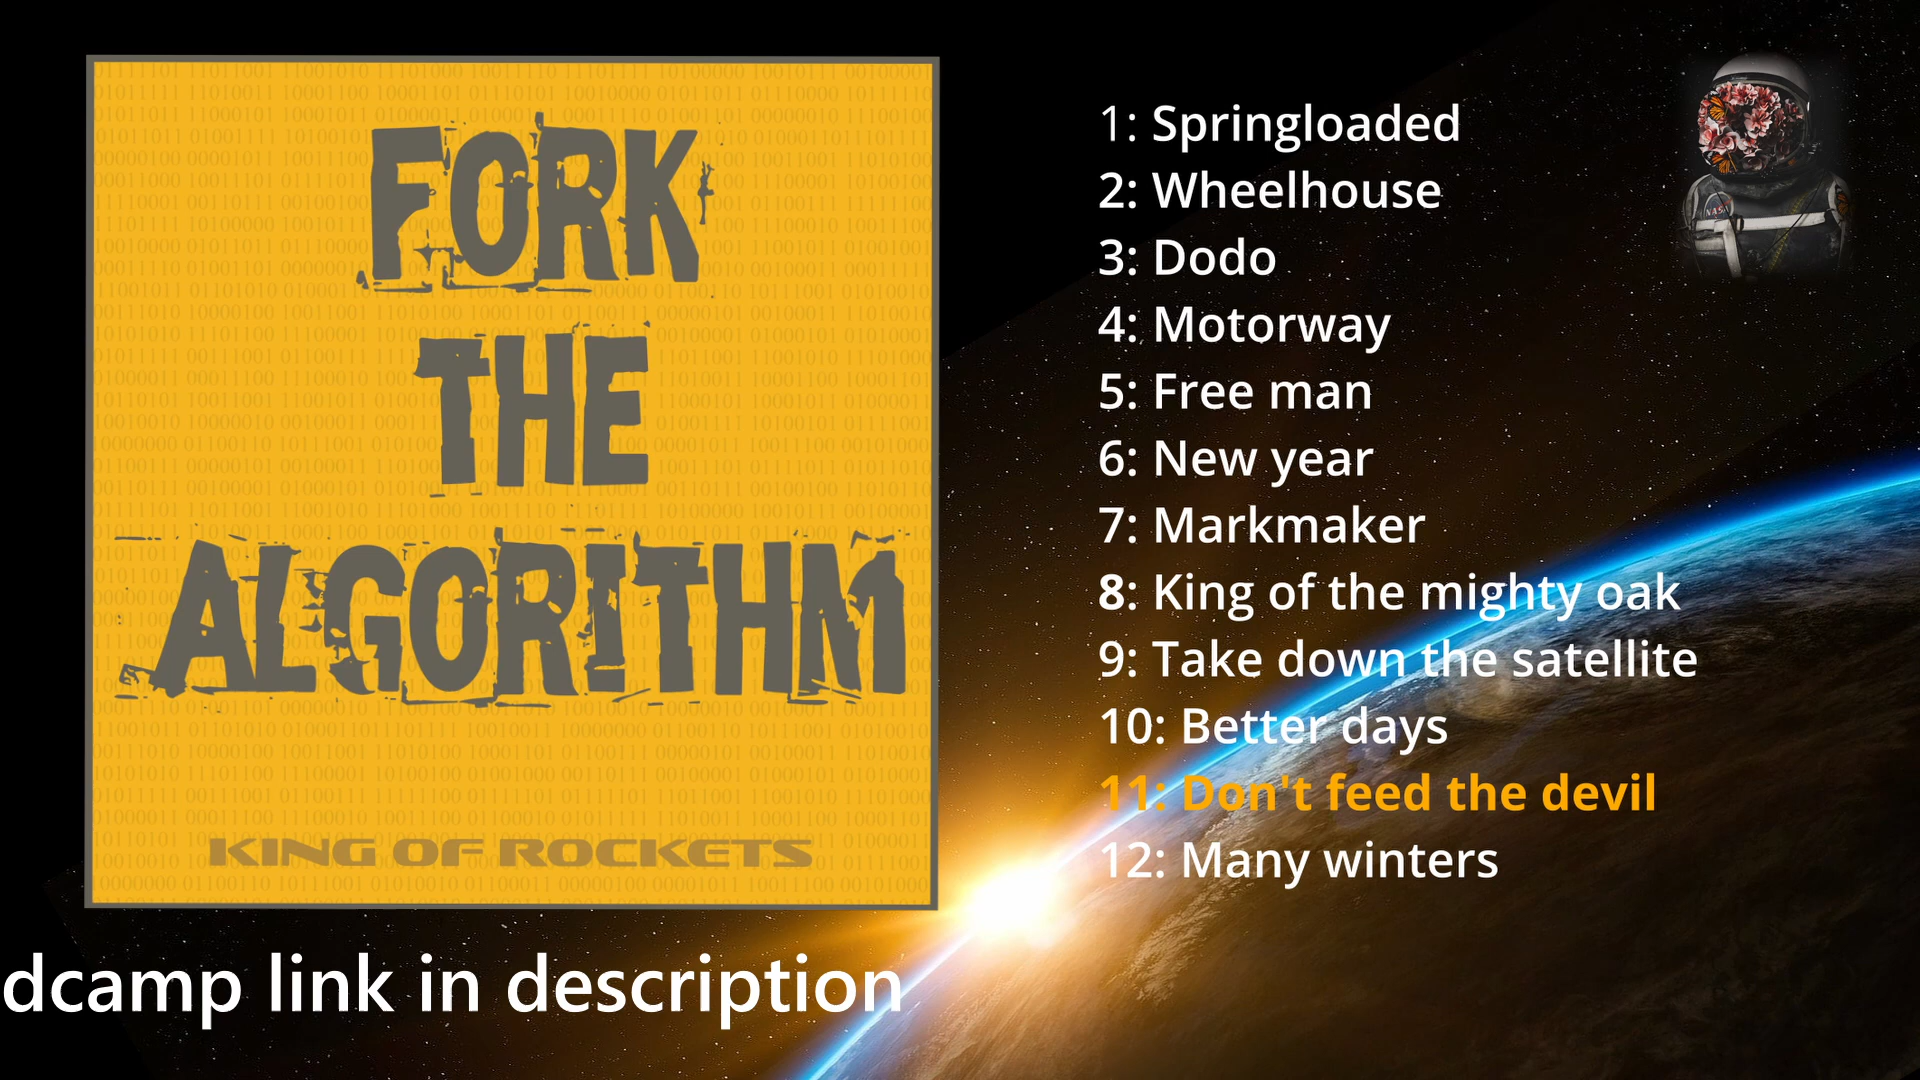 FORK
THE
ALGORITHM
KING OF ROCKETS
1: Springloaded
2: Wheelhouse
3: Dodo
4: Motorway
5: Free man
6: New year
7: Markmaker
8: King of the mighty oak
9: Take down the satellite
10: Better days
11: Don't feed the devil
12: Many winters
NASA
dcamp link in description